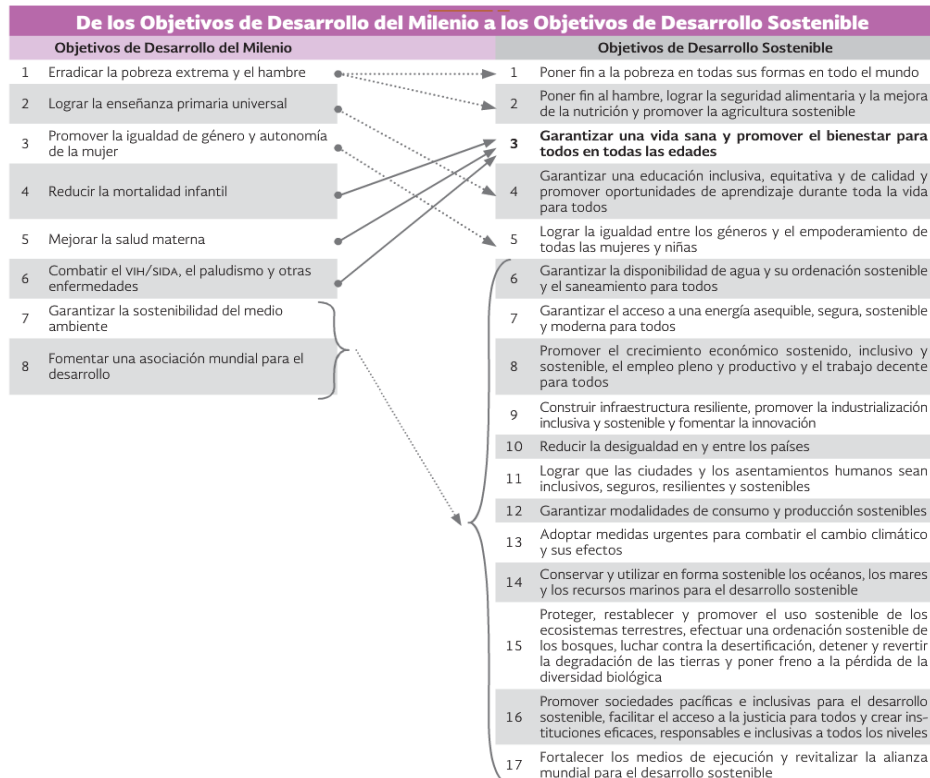 De los Objetivos de Desarrollo del Milenio a los Objetivos de Desarrollo Sostenible
Objetivos de Desarrollo del Milenio
1 Erradicar la pobreza extrema y el hambre
2 Lograr la enseñanza primaria universal
3 Promover la igualdad de género y autonomía
de la mujer
4 Reducir la mortalidad infantil
5 Mejorar la salud materna
6 Combatir el VIH/SIDA, el paludismo y otras
enfermedades
7 Garantizar la sostenibilidad del medio
ambiente
8 Fomentar una asociación mundial para el
desarrollo
Objetivos de Desarrollo Sostenible
1 Poner fin a la pobreza en todas sus formas en todo el mundo
2 Poner fin al hambre, lograr la seguridad alimentaria y la mejora
de la nutrición y promover la agricultura sostenible
3 Garantizar una vida sana y promover el bienestar para
todos en todas las edades
4 Garantizar una educación inclusiva, equitativa y de calidad y
promover oportunidades de aprendizaje durante toda la vida
para todos
5 Lograr la igualdad entre los géneros y el empoderamiento de
todas las mujeres y niñas
6 Garantizar la disponibilidad de agua y su ordenación sostenible
y el saneamiento para todos
7 Garantizar el acceso a una energía asequible, segura, sostenible
y moderna para todos
8 Promover el crecimiento económico sostenido, inclusivo y
sostenible, el empleo pleno y productivo y el trabajo decente
para todos
9 Construir infraestructura resiliente, promover la industrialización
inclusiva y sostenible y fomentar la innovación
10 Reducir la desigualdad en y entre los países
11 Lograr que las ciudades y los asentamientos humanos sean
inclusivos, seguros, resilientes y sostenibles
12 Garantizar modalidades de consumo y producción sostenibles
13 Adoptar medidas urgentes para combatir el cambio climático
y sus efectos
14 Conservar y utilizar en forma sostenible los océanos, los mares
y los recursos marinos para el desarrollo sostenible
15 Proteger, restablecer y promover el uso sostenible de los
ecosistemas terrestres, efectuar una ordenación sostenible de
los bosques, luchar contra la desertificación, detener y revertir
la degradación de las tierras y poner freno a la pérdida de la
diversidad biológica
16 Promover sociedades pacíficas e inclusivas para el desarrollo
sostenible, facilitar el acceso a la justicia para todos y crear ins-
tituciones eficaces, responsables e inclusivas a todos los niveles
17 Fortalecer los medios de ejecución y revitalizar la alianza
mundial para el desarrollo sostenible